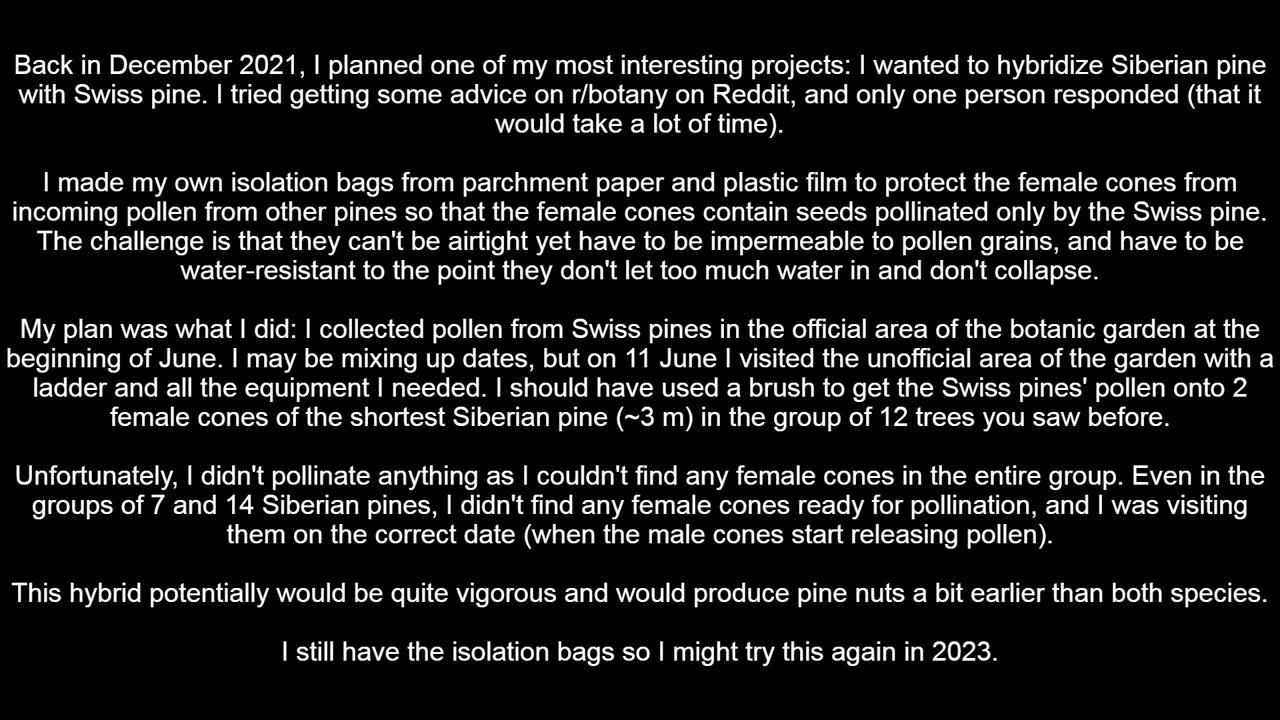 Back in December 2021, I planned one of my most interesting projects: I wanted to hybridize Siberian pine
with Swiss pine. I tried getting some advice on r/botany on Reddit, and only one person responded (that it
would take a lot of time).
I made my own isolation bags from parchment paper and plastic film to protect the female cones from
incoming pollen from other pines so that the female cones contain seeds pollinated only by the Swiss pine.
The challenge is that they can't be airtight yet have to be impermeable to pollen grains, and have to be
water-resistant to the point they don't let too much water in and don't collapse.
My plan was what I did: I collected pollen from Swiss pines in the official area of the botanic garden at the
beginning of June. I may be mixing up dates, but on 11 June I visited the unofficial area of the garden with a
ladder and all the equipment I needed. I should have used a brush to get the Swiss pines' pollen onto 2
female cones of the shortest Siberian pine (~3 m) in the group of 12 trees you saw before.
Unfortunately, I didn't pollinate anything as I couldn't find any female cones in the entire group. Even in the
groups of 7 and 14 Siberian pines, I didn't find any female cones ready for pollination, and I was visiting
them on the correct date (when the male cones start releasing pollen).
This hybrid potentially would be quite vigorous and would produce pine nuts a bit earlier than both species.
I still have the isolation bags so I might try this again in 2023.